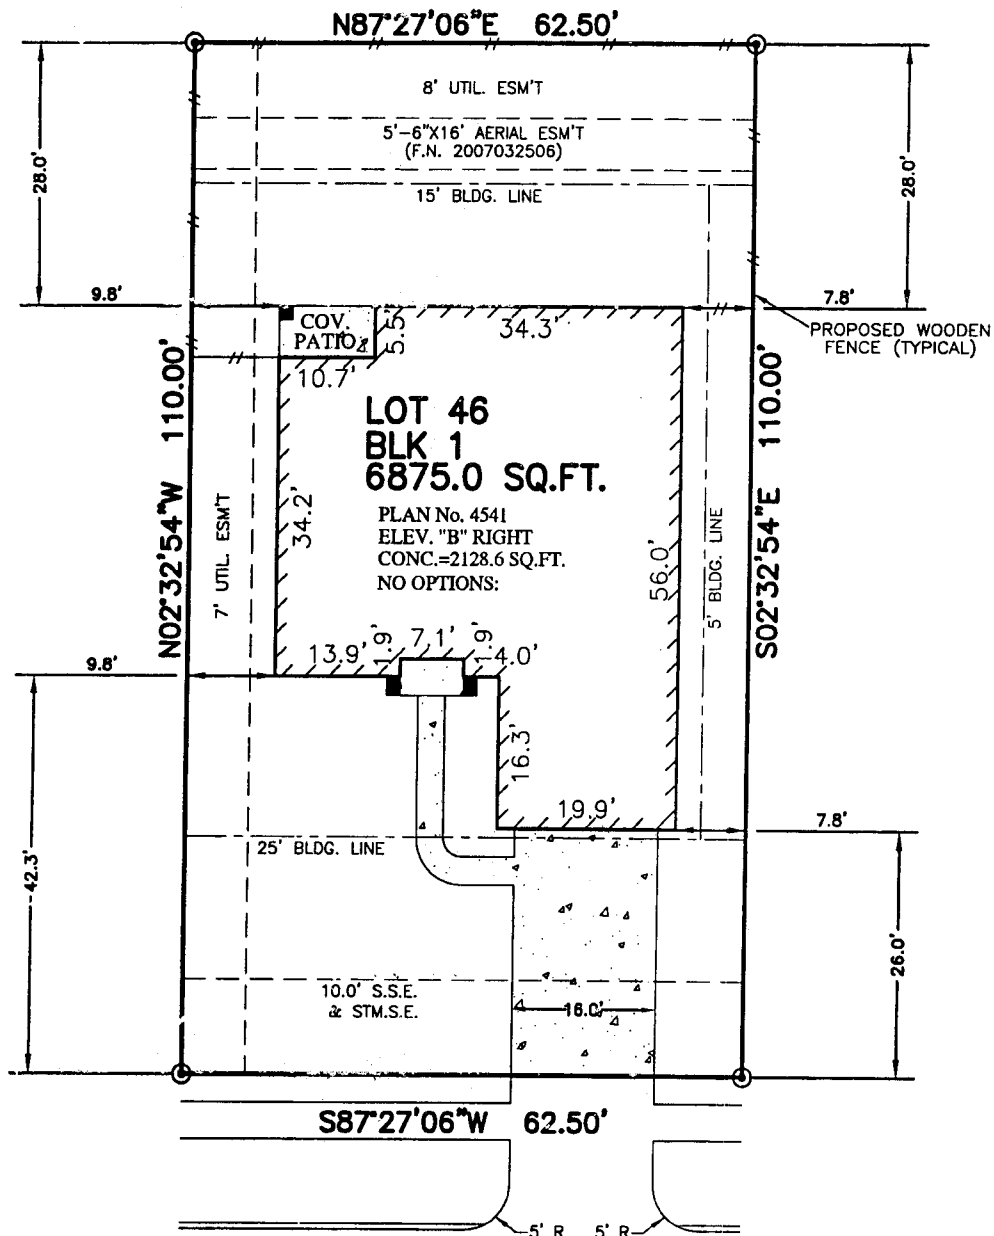 N87°27'06"E 62.50'
8' UTIL. ESM'T
5'-6"X16' AERIAL ESM'T
(F.N. 2007032506)
15' BLDG. LINE
28.0'
28.0'
9.8'
7.8'
COV.
PATIO
5.5'
34.3'
PROPOSED WOODEN
FENCE (TYPICAL)
10.7'
N02°32'54"W 110.00'
S02°32'54"E 110.00'
LOT 46
BLK 1
6875.0 SQ.FT.
PLAN No. 4541
ELEV. "B" RIGHT
CONC.=2128.6 SQ.FT.
NO OPTIONS:
34.2'
7' UTIL. ESM'T
56.0'
5' BLDG. LINE
13.9'
1.9'
7.1'
1.9'
4.0'
9.8'
16.3'
19.9'
7.8'
25' BLDG. LINE
42.3'
26.0'
10.0' S.S.E.
& STM.S.E.
16.0'
S87°27'06"W 62.50'
5' R
5' R